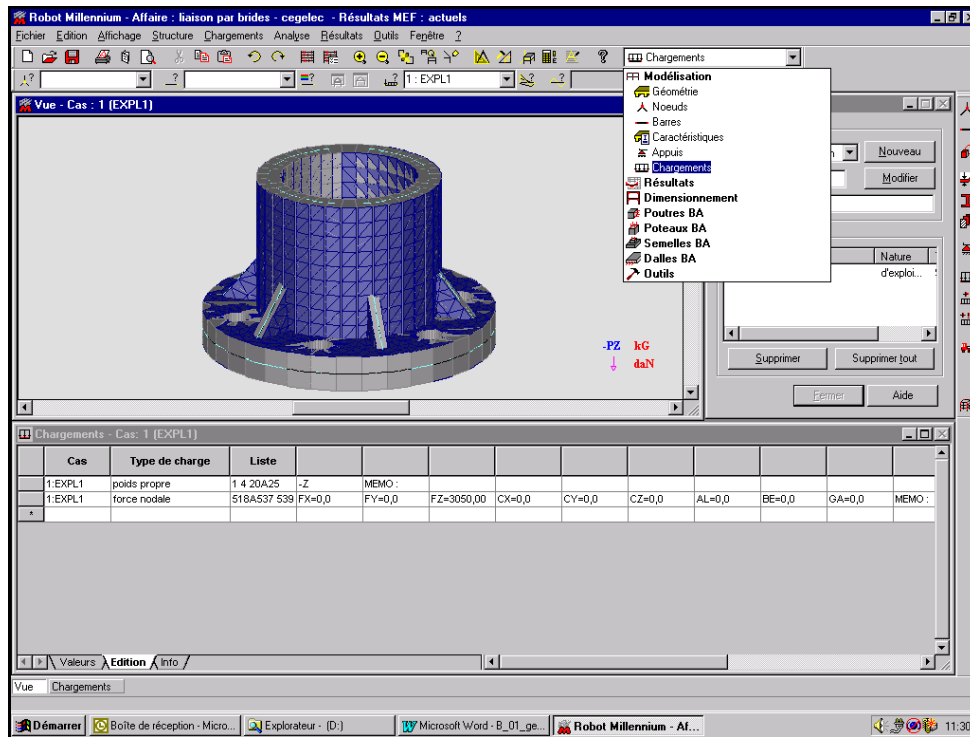 Robot Millennium - Affaire : liaison par brides - cegelec - Résultats MEF : actuels
Fichier Edition Affichage Structure Chargements Analyse Résultats Outils Fenêtre ?
Chargements
1 : EXPL1
Modélisation
Géométrie
Noeuds
Barres
Caractéristiques
Appuis
Chargements
Résultats
Dimensionnement
Poutres BA
Poteaux BA
Semelles BA
Dalles BA
Outils
Vue - Cas : 1 (EXPL1)
Nouveau
Modifier
Nature
d'exploi...
-PZ kG
daN
Supprimer Supprimer tout
Fermer Aide
Chargements - Cas: 1 (EXPL1)
Cas Type de charge Liste
1:EXPL1 poids propre 1 4 20A25 -Z MEMO :
1:EXPL1 force nodale 518A537 539 FX=0,0 FY=0,0 FZ=3050,00 CX=0,0 CY=0,0 CZ=0,0 AL=0,0 BE=0,0 GA=0,0 MEMO :
*
Valeurs Edition Info
Vue Chargements
Démarrer Boîte de réception - Micro... Explorateur - (D:) Microsoft Word - B_01_ge... Robot Millennium - Af... 11:30